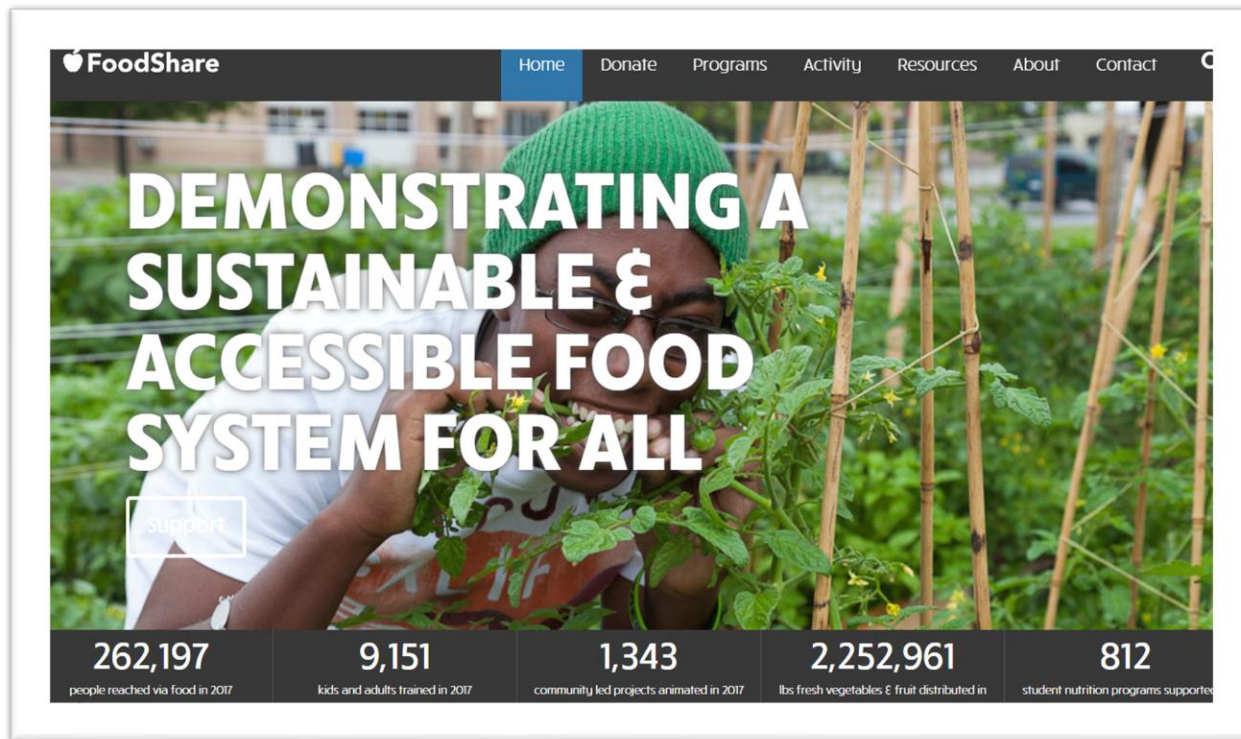 FoodShare
Home Donate Programs Activity Resources About Contact
DEMONSTRATING A
SUSTAINABLE &
ACCESSIBLE FOOD
SYSTEM FOR ALL
Support
262,197 9,151 1,343 2,252,961 812
people reached via food in 2017 kids and adults trained in 2017 community led projects animated in 2017 lbs fresh vegetables & fruit distributed in student nutrition programs supported